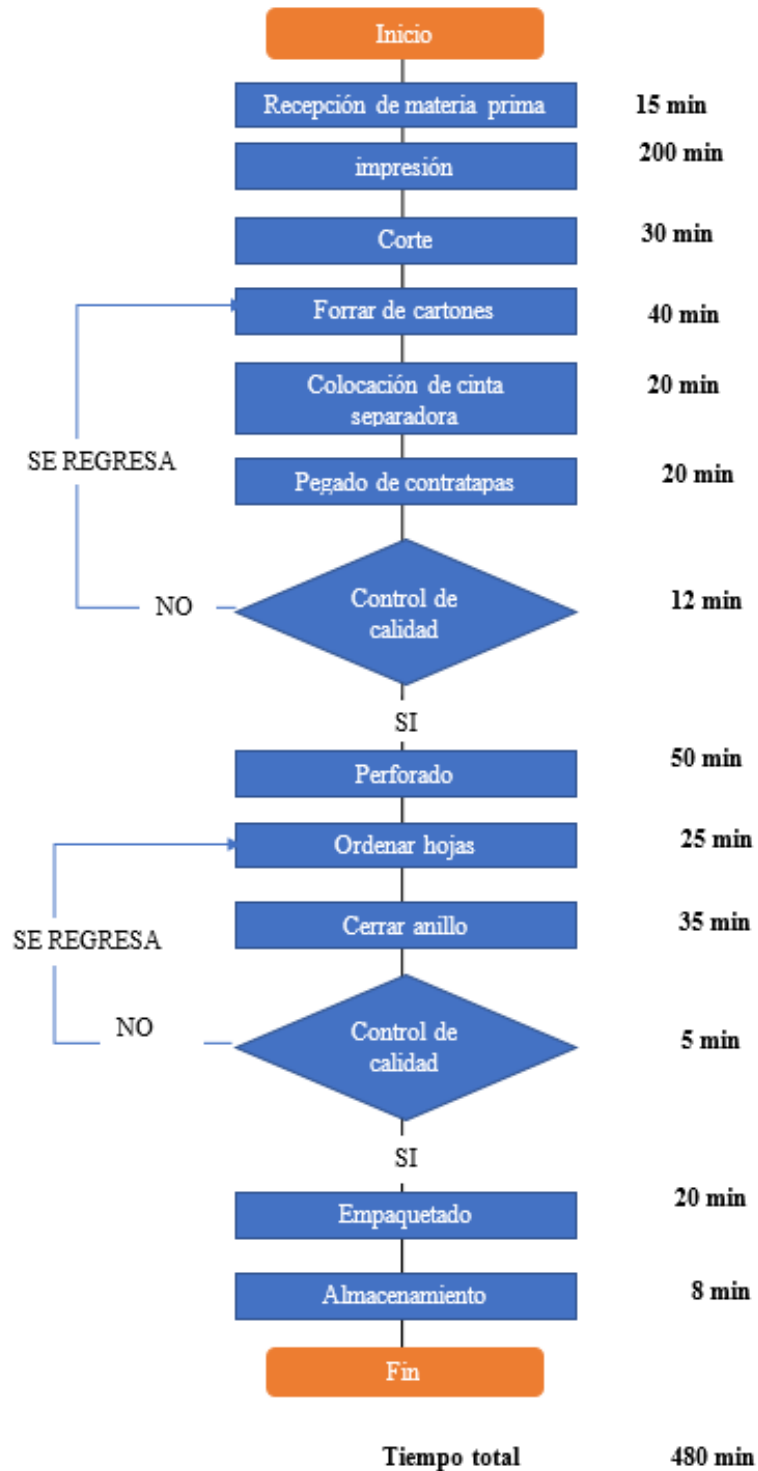 Inicio
Recepción de materia prima 15 min
impresión 200 min
Corte 30 min
Forrar de cartones 40 min
Colocación de cinta 20 min
separadora
SE REGRESA
Pegado de contratapas 20 min
Control de
calidad
NO
12 min
SI
Perforado 50 min
Ordenar hojas 25 min
Cerrar anillo 35 min
SE REGRESA
Control de
calidad
NO
5 min
SI
Empaquetado 20 min
Almacenamiento 8 min
Fin
Tiempo total 480 min